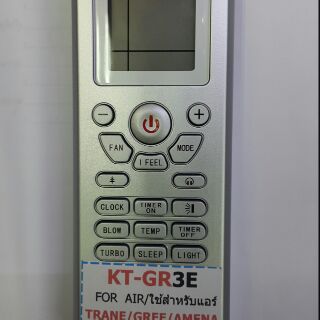 FAN
I FEEL
MODE
CLOCK
TIMER ON
BLOW
TEMP
TIMER OFF
TURBO
SLEEP
LIGHT
KT-GR3E
FOR AIR/ใช้สำหรับแอร์
TRANE/GREE/AMENA